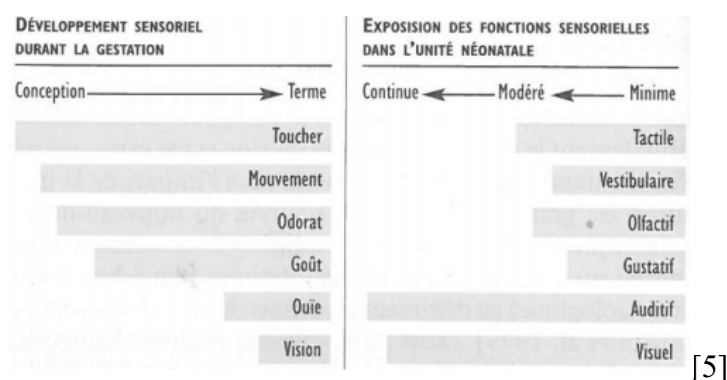 DÉVELOPPEMENT SENSORIEL
DURANT LA GESTATION
Conception Terme
Toucher
Mouvement
Odorat
Goût
Ouïe
Vision
EXPOSISION DES FONCTIONS SENSORIELLES
DANS L'UNITÉ NÉONATALE
Continue Modéré Minime
Tactile
Vestibulaire
Olfactif
Gustatif
Auditif
Visuel
[5]